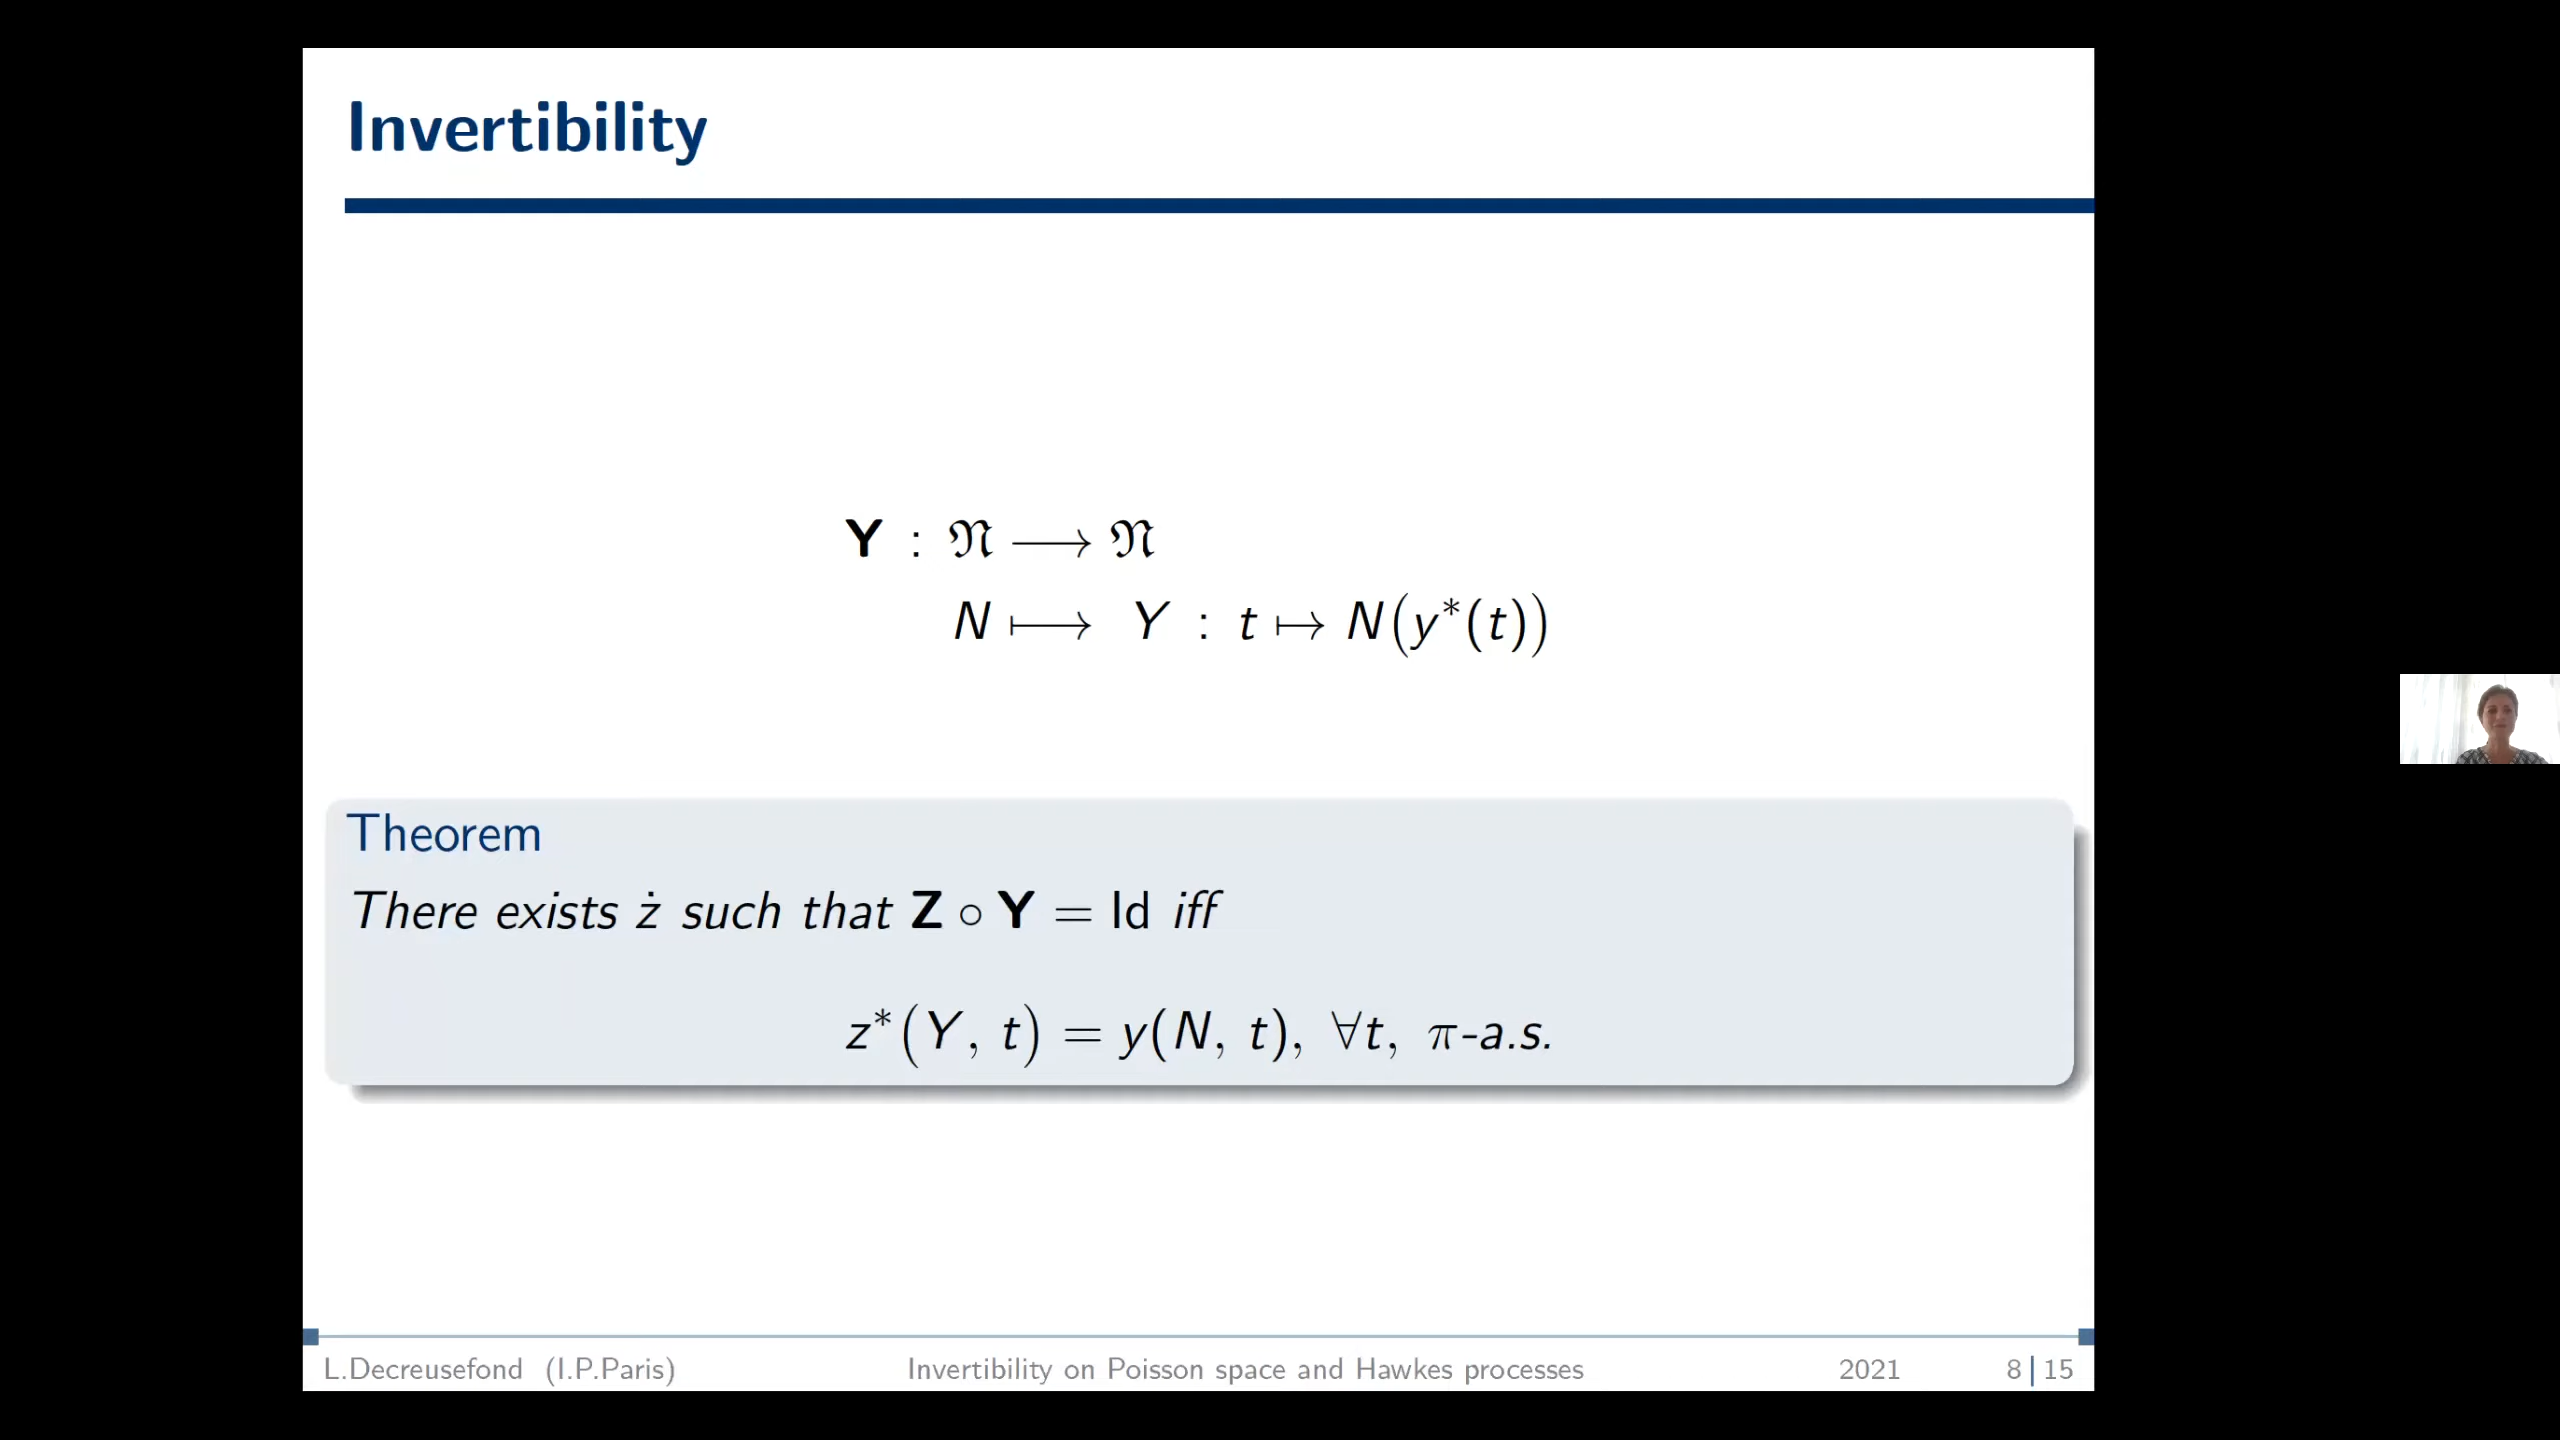 Invertibility
Y : 𝔑 ⟶ 𝔑
N ⟼ Y : t ↦ N(y*(t))
Theorem
There exists ż such that Z ∘ Y = Id iff
z*(Y, t) = y(N, t), ∀t, π-a.s.
L.Decreusefond (I.P.Paris) Invertibility on Poisson space and Hawkes processes 2021 8|15